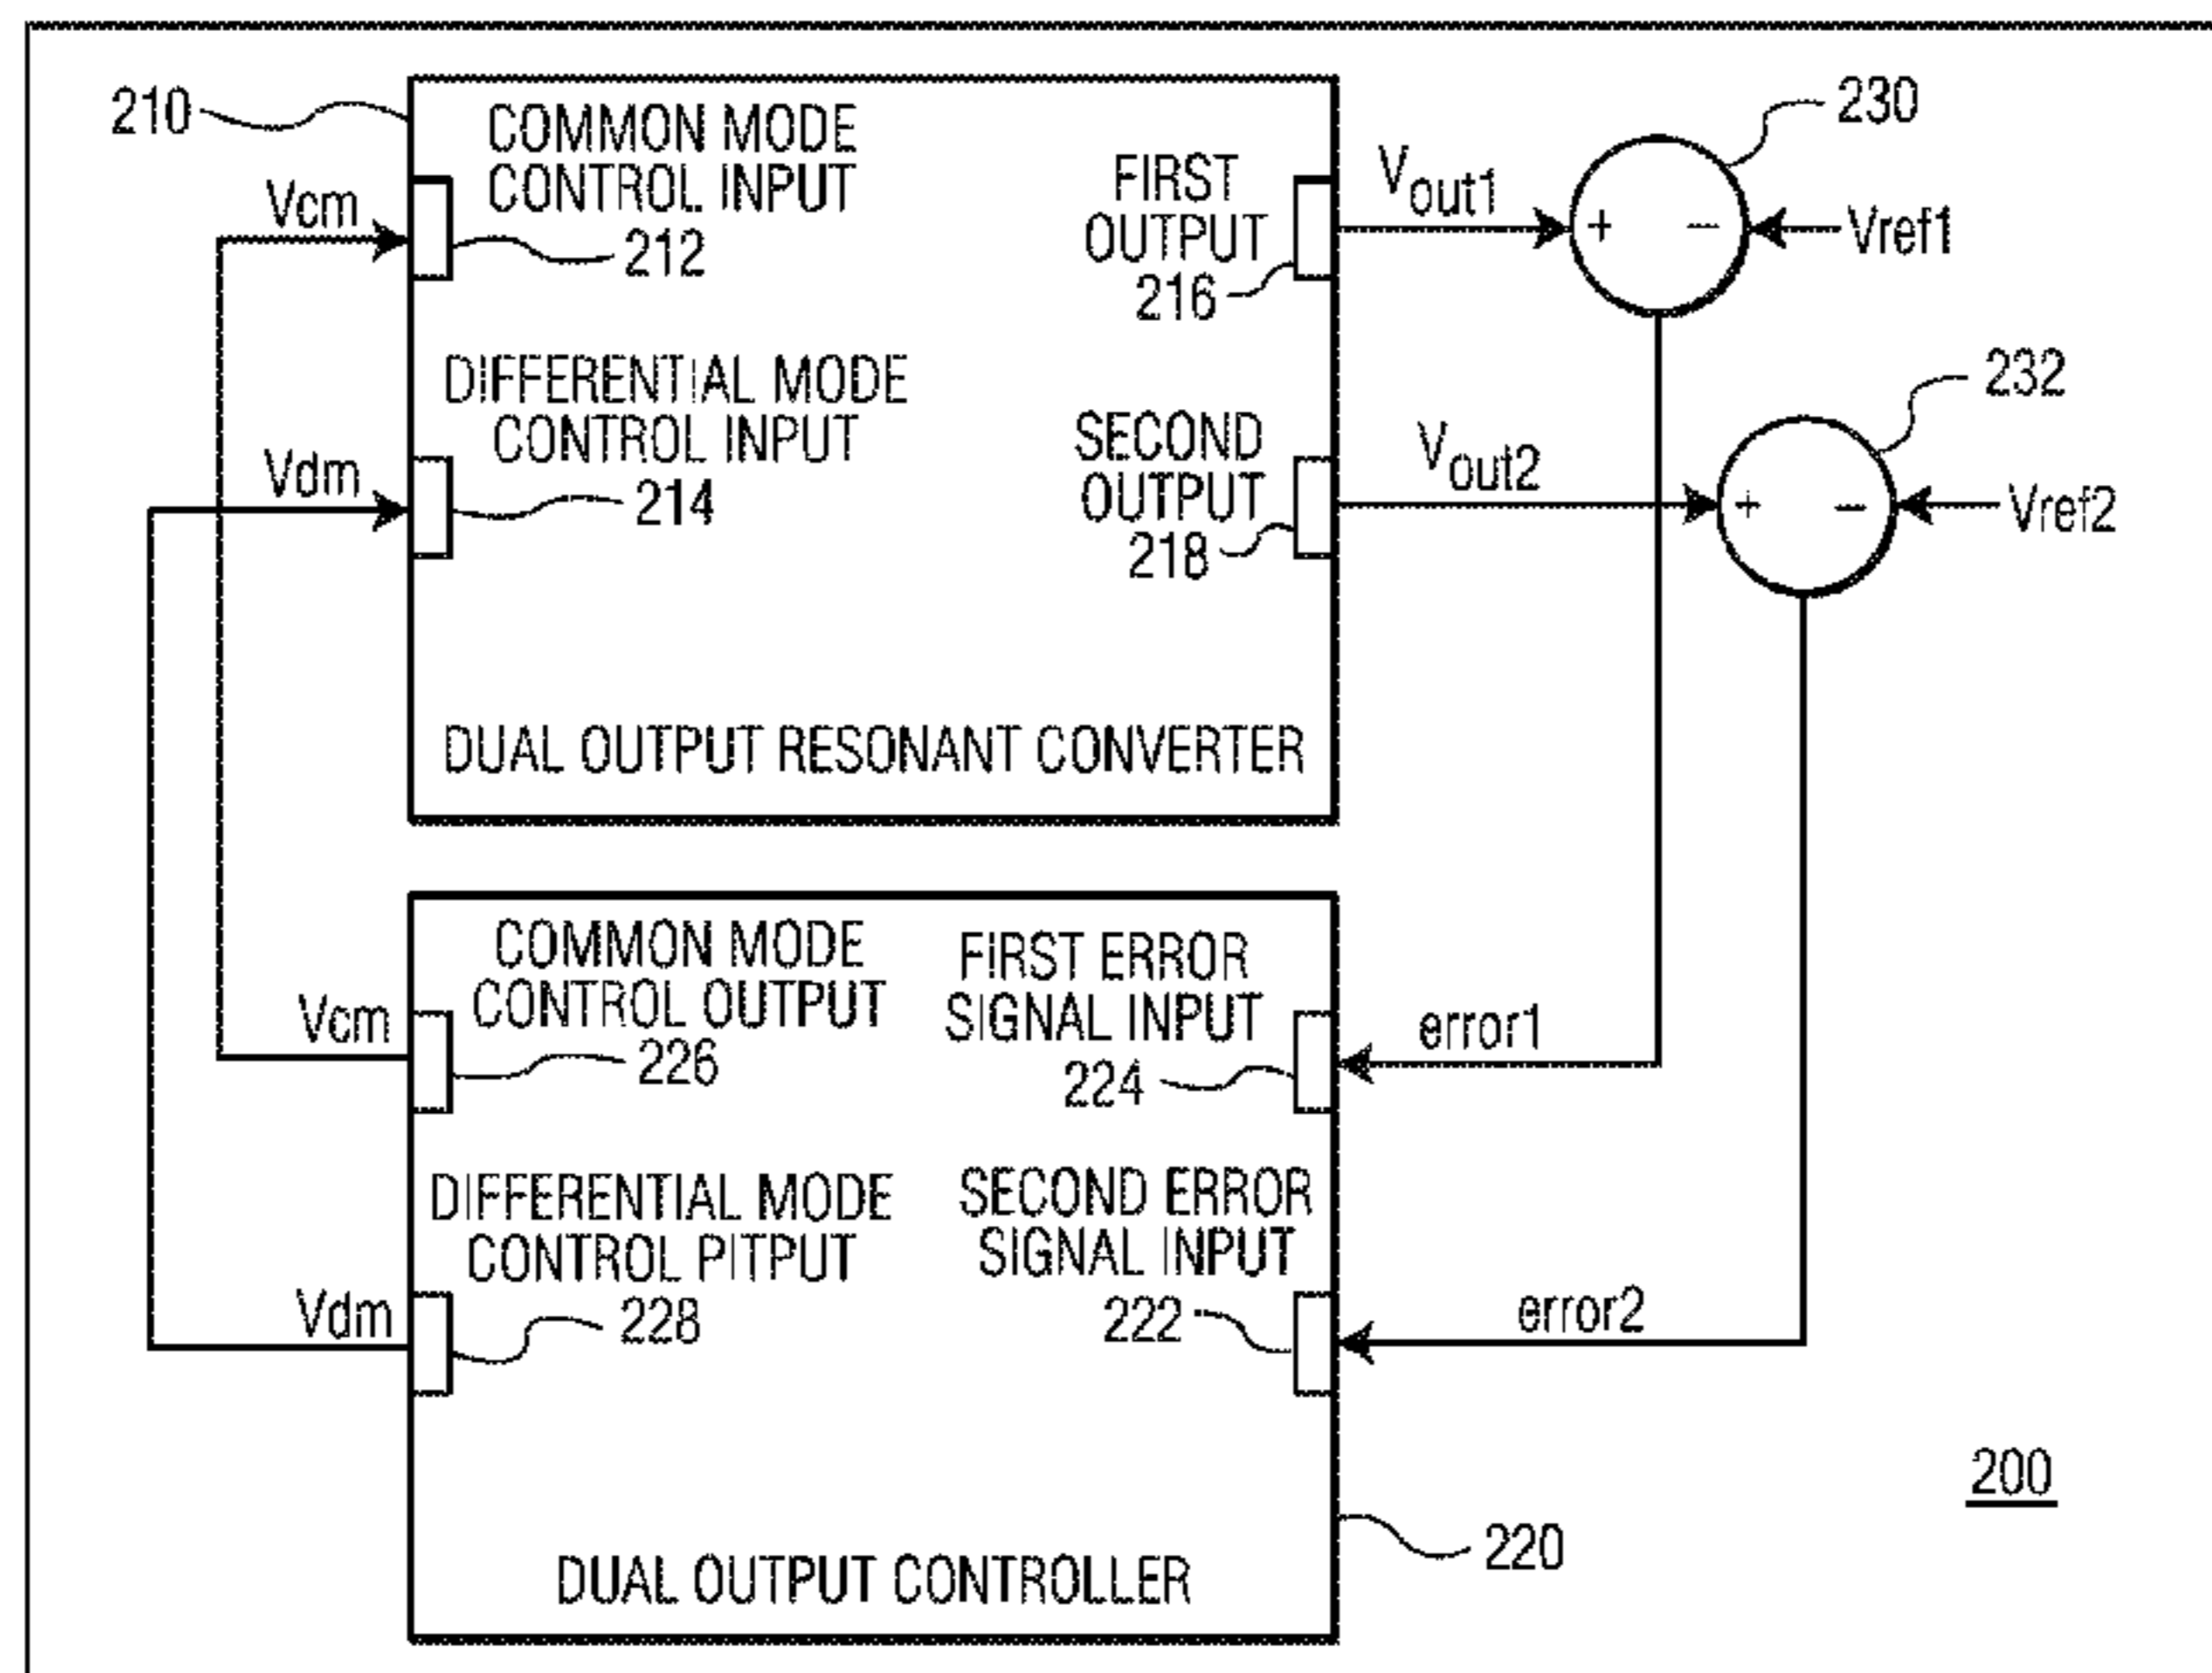 210
COMMON MODE
CONTROL INPUT
212
Vcm
FIRST
OUTPUT
216
Vout1
230
+ −
Vref1
DIFFERENTIAL MODE
CONTROL INPUT
214
Vdm
SECOND
OUTPUT
218
Vout2
232
+ −
Vref2
DUAL OUTPUT RESONANT CONVERTER
COMMON MODE
CONTROL OUTPUT
226
Vcm
FIRST ERROR
SIGNAL INPUT
224
error1
DIFFERENTIAL MODE
CONTROL PITPUT
228
Vdm
SECOND ERROR
SIGNAL INPUT
222
error2
DUAL OUTPUT CONTROLLER
220
200